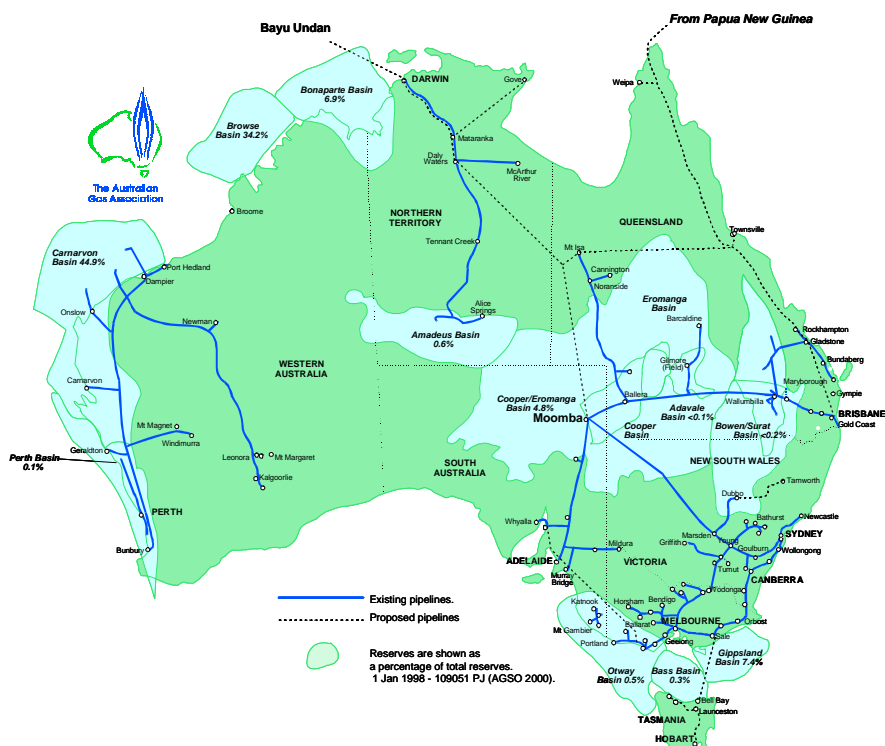 From Papua New Guinea
Bayu Undan
DARWIN
Gove
Weipa
Bonaparte Basin
6.9%
Browse
Basin 34.2%
Mataranka
Daly
Waters
McArthur
River
The Australian
Gas Association
Broome
NORTHERN
TERRITORY
QUEENSLAND
Townsville
Tennant Creek
Mt Isa
Carnarvon
Basin 44.9%
Port Hedland
Dampier
Cannington
Noranside
Onslow
Newman
Alice
Springs
Eromanga
Basin
Barcaldine
Rockhampton
Gladstone
Amadeus Basin
0.6%
Gilmore
(Field)
Bundaberg
WESTERN
AUSTRALIA
Carnarvon
Maryborough
Gympie
Ballera
Wallumbilla
Cooper/Eromanga
Basin 4.8%
Adavale
Basin <0.1%
BRISBANE
Moomba
Gold Coast
Mt Magnet
Windimurra
Cooper
Basin
Bowen/Surat
Basin <0.2%
Geraldton
Perth Basin
0.1%
Leonora
Mt Margaret
SOUTH
AUSTRALIA
NEW SOUTH WALES
Kalgoorlie
Tamworth
Dubbo
PERTH
Whyalla
Bathurst
Newcastle
Marsden
Young
SYDNEY
Bunbury
Mildura
Griffith
Goulburn
Wollongong
ADELAIDE
VICTORIA
Tumut
Murray
Bridge
CANBERRA
Wodonga
Existing pipelines.
Katnook
Horsham
Bendigo
Proposed pipelines
Mt
Gambier
Ballarat
MELBOURNE
Orbost
Portland
Geelong
Sale
Reserves are shown as
a percentage of total reserves.
1 Jan 1998 - 109051 PJ (AGSO 2000).
Gippsland
Basin 7.4%
Otway
Basin 0.5%
Bass Basin
0.3%
Bell Bay
Launceston
TASMANIA
HOBART